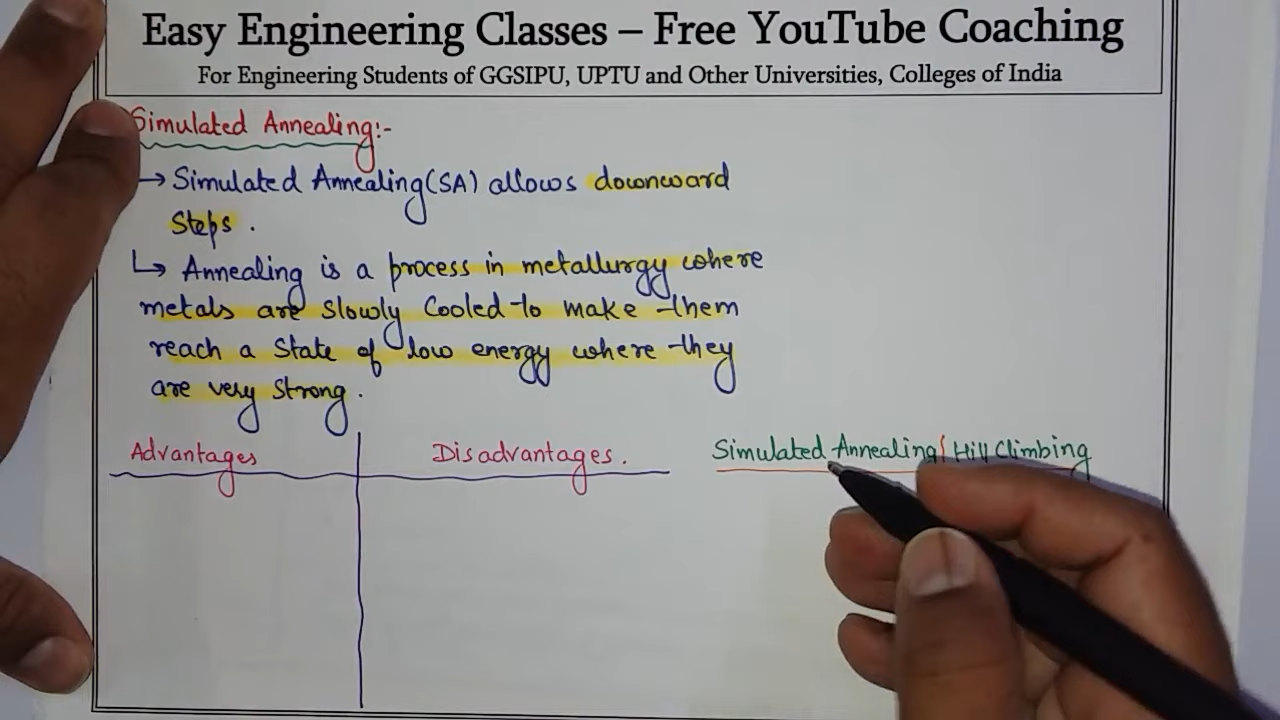 Easy Engineering Classes – Free YouTube Coaching
For Engineering Students of GGSIPU, UPTU and Other Universities, Colleges of India
Simulated Annealing:-
→ Simulated Annealing(SA) allows downward
Steps.
↳ Annealing is a process in metallurgy where
metals are slowly Cooled to make them
reach a State of low energy where they
are very strong.
Advantages
Disadvantages.
Simulated Annealing/Hill Climbing